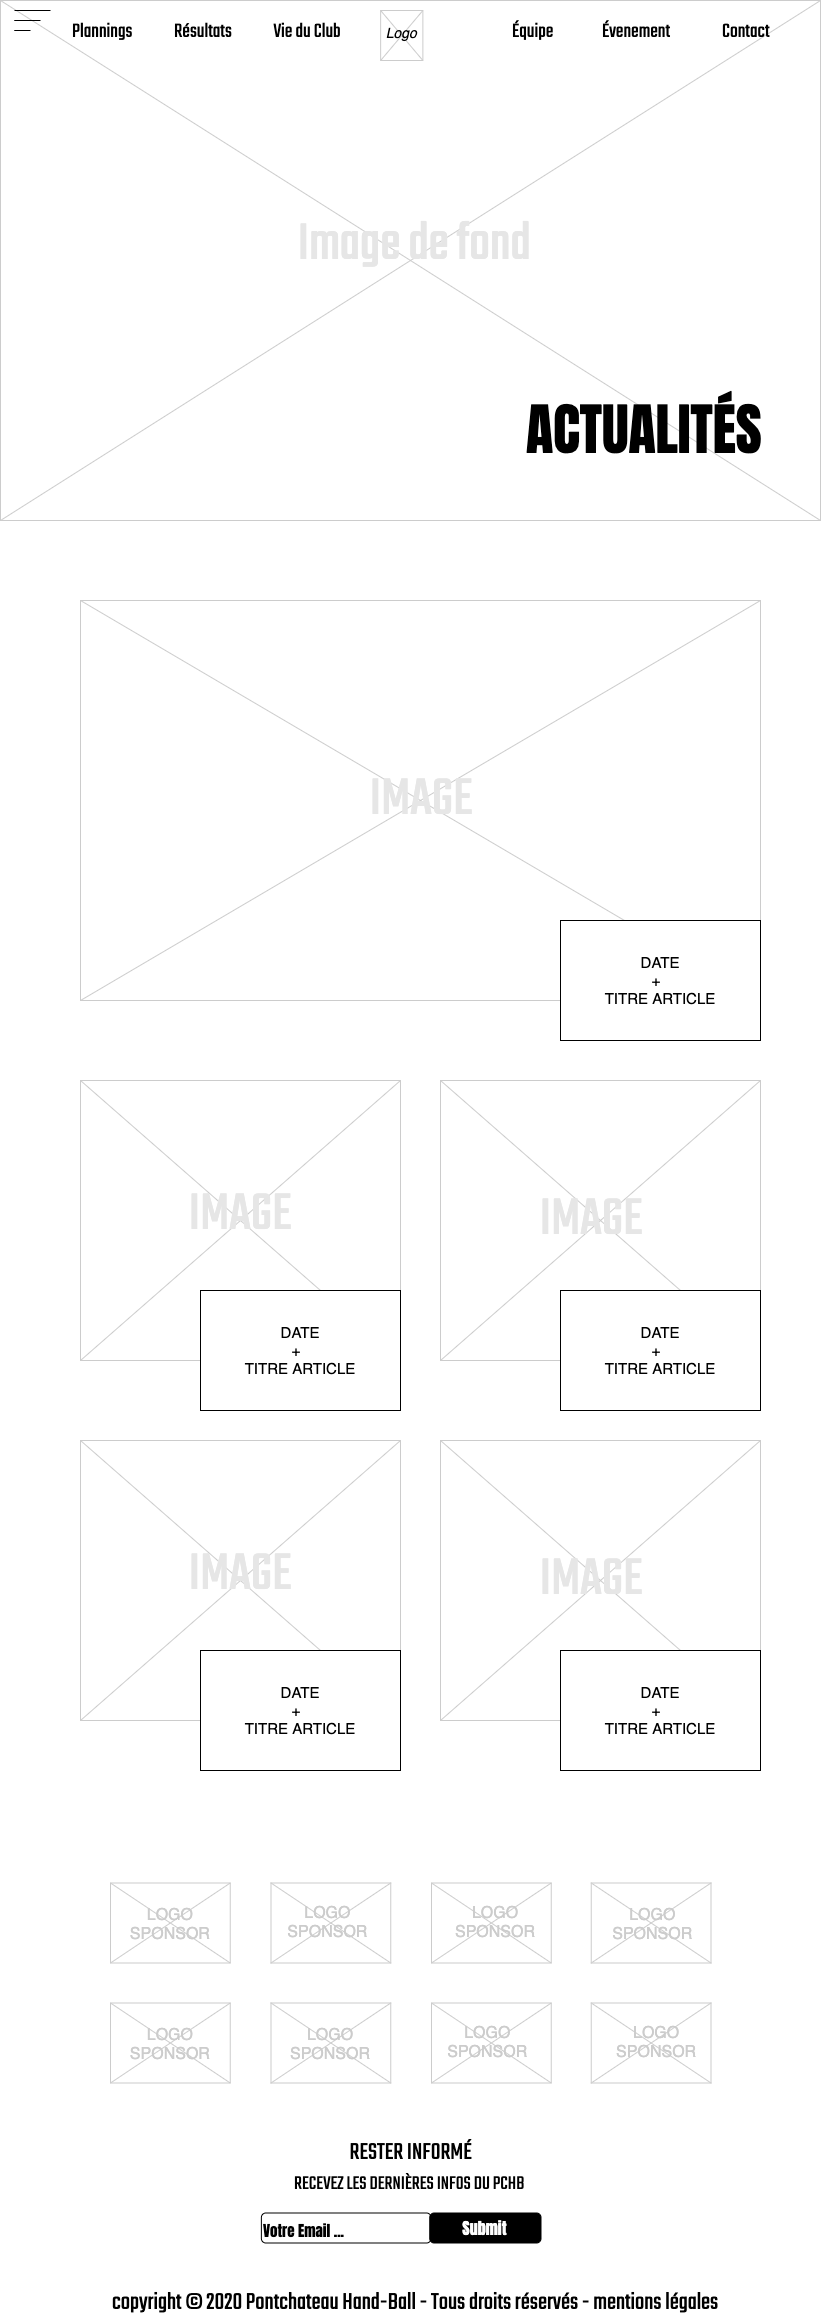 Plannings Résultats Vie du Club Logo Équipe Évenement Contact
Image de fond
ACTUALITÉS
IMAGE
DATE
+
TITRE ARTICLE
IMAGE IMAGE
DATE DATE
+ +
TITRE ARTICLE TITRE ARTICLE
IMAGE IMAGE
DATE DATE
+ +
TITRE ARTICLE TITRE ARTICLE
LOGO LOGO LOGO LOGO
SPONSOR SPONSOR SPONSOR SPONSOR
LOGO LOGO LOGO LOGO
SPONSOR SPONSOR SPONSOR SPONSOR
RESTER INFORMÉ
RECEVEZ LES DERNIÈRES INFOS DU PCHB
Votre Email ... Submit
copyright © 2020 Pontchateau Hand-Ball - Tous droits réservés - mentions légales